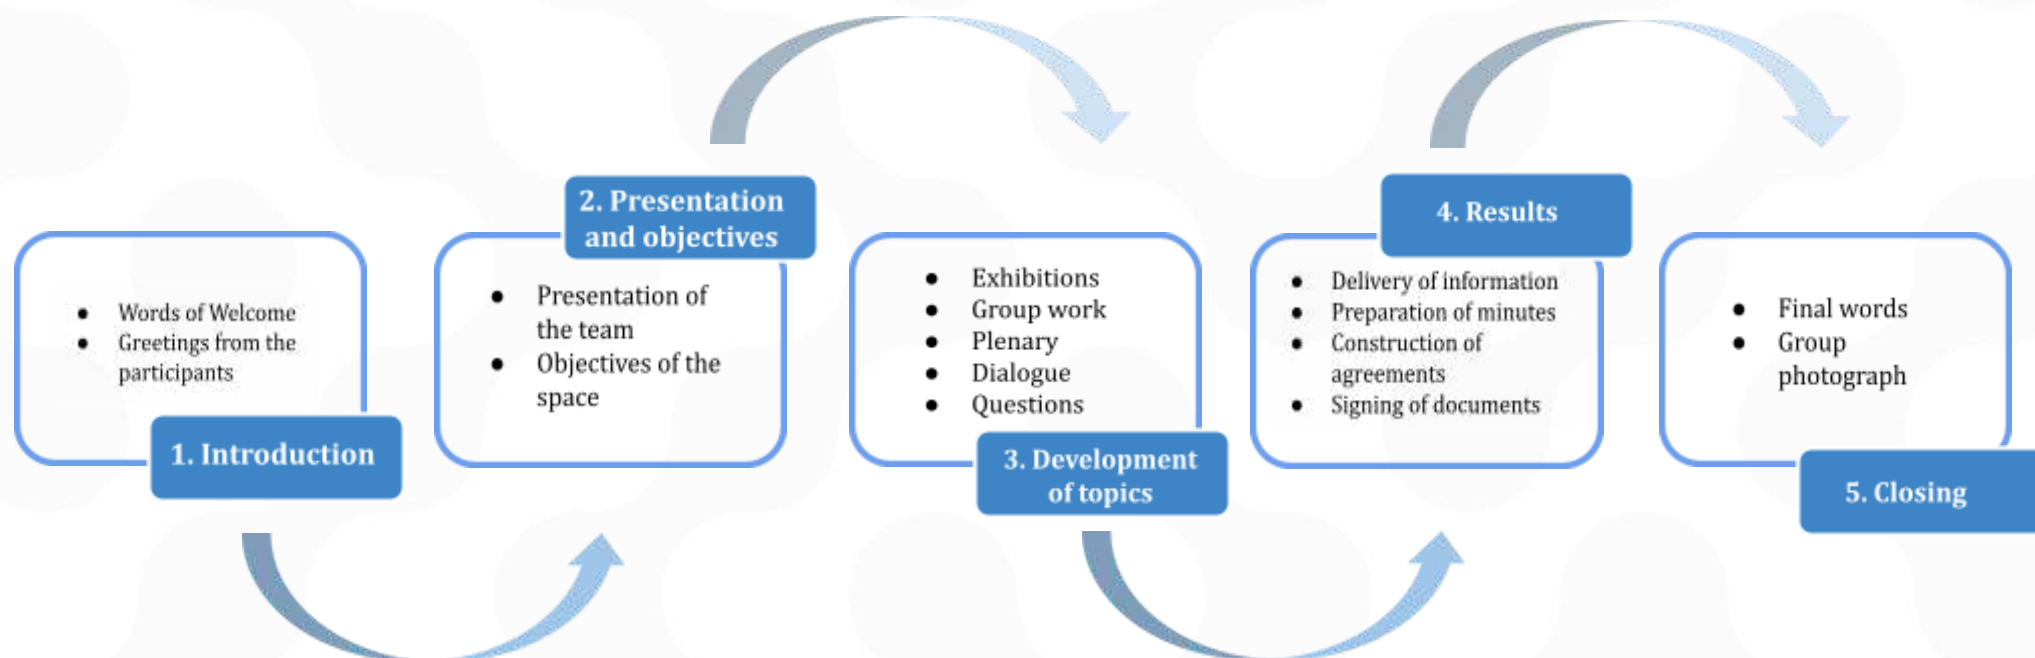 ● Words of Welcome
● Greetings from the
participants
1. Introduction
2. Presentation
and objectives
● Presentation of
the team
● Objectives of the
space
● Exhibitions
● Group work
● Plenary
● Dialogue
● Questions
3. Development
of topics
4. Results
● Delivery of information
● Preparation of minutes
● Construction of
agreements
● Signing of documents
● Final words
● Group
photograph
5. Closing